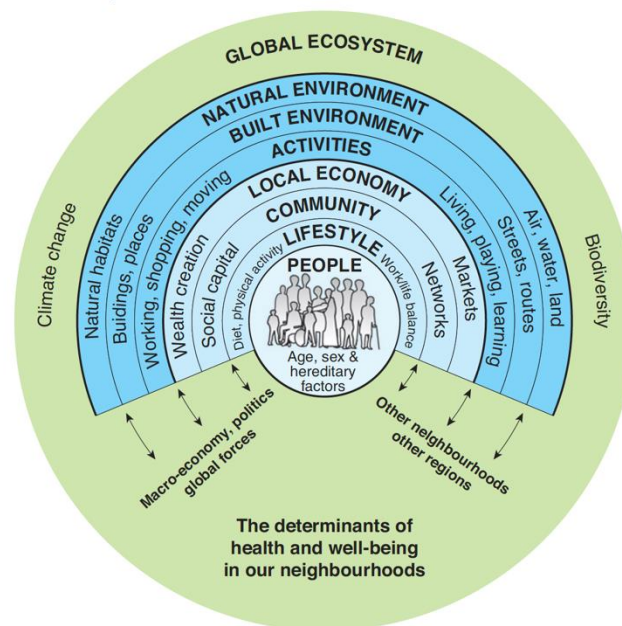 GLOBAL ECOSYSTEM
NATURAL ENVIRONMENT
BUILT ENVIRONMENT
ACTIVITIES
LOCAL ECONOMY
COMMUNITY
LIFESTYLE
PEOPLE
Age, sex &
hereditary
factors
Climate change
Natural habitats
Buidings, places
Working, shopping, moving
Wealth creation
Social capital
Diet, physical activity
Work/life balance
Networks
Markets
Living, playing, learning
Streets, routes
Air, water, land
Biodiversity
Macro-economy, politics
global forces
Other neighbourhoods
other regions
The determinants of
health and well-being
in our neighbourhoods